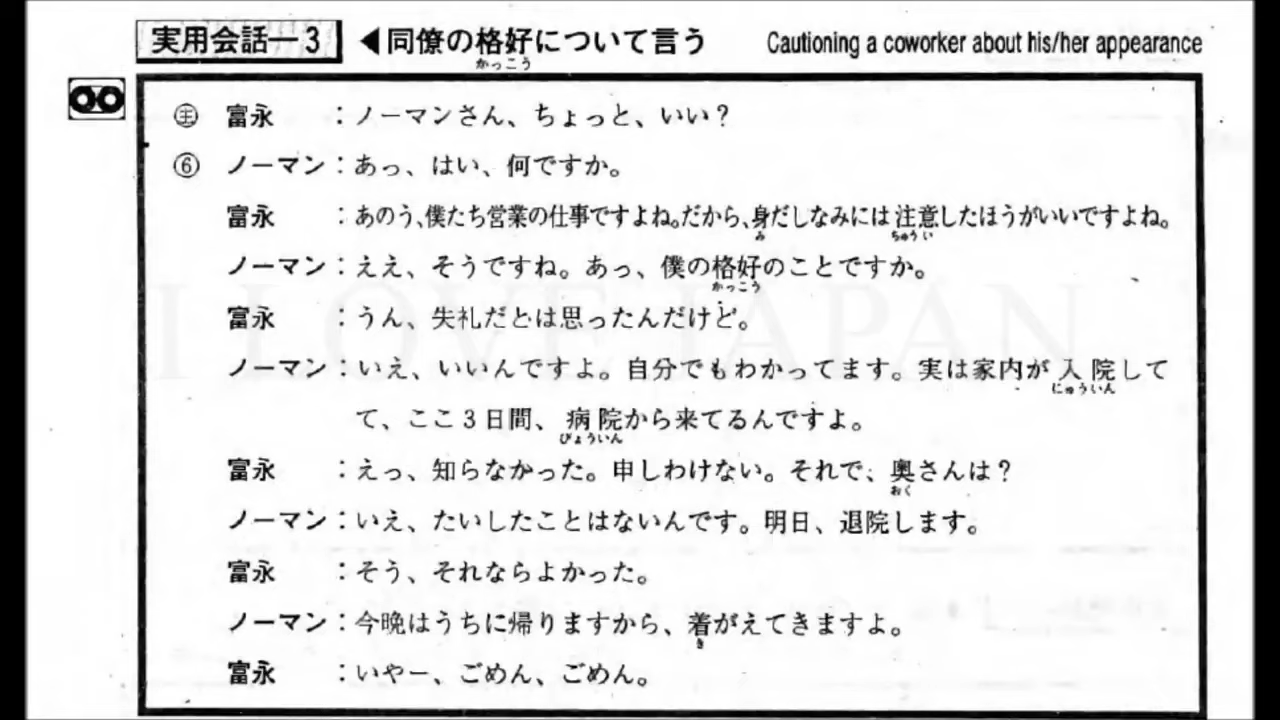 実用会話ー3 ◀同僚の格好について言う Cautioning a coworker about his/her appearance
かっこう
㊤ 富永 :ノーマンさん、ちょっと、いい?
⑥ ノーマン:あっ、はい、何ですか。
富永 :あのう、僕たち営業の仕事ですよね。だから、身だしなみには注意したほうがいいですよね。
み ちゅうい
ノーマン:ええ、そうですね。あっ、僕の格好のことですか。
かっこう
富永 :うん、失礼だとは思ったんだけど。
ノーマン:いえ、いいんですよ。自分でもわかってます。実は家内が入院して
にゅういん
て、ここ3日間、病院から来てるんですよ。
びょういん
富永 :えっ、知らなかった。申しわけない。それで、奥さんは?
おく
ノーマン:いえ、たいしたことはないんです。明日、退院します。
富永 :そう、それならよかった。
ノーマン:今晩はうちに帰りますから、着がえてきますよ。
き
富永 :いやー、ごめん、ごめん。
I LOVE JAPAN